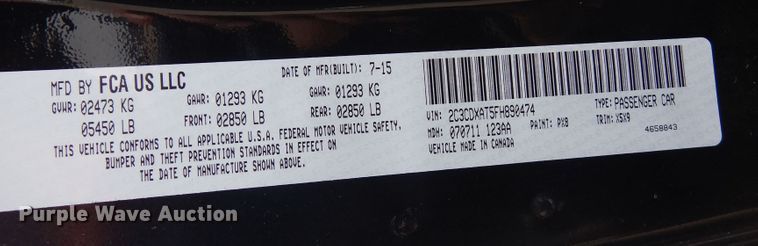 MFD BY FCA US LLC DATE OF MFR(BUILT): 7-15
GVWR: 02473 KG GAWR: 01293 KG GAWR: 01293 KG
05450 LB FRONT: 02850 LB REAR: 02850 LB
THIS VEHICLE CONFORMS TO ALL APPLICABLE U.S.A. FEDERAL MOTOR VEHICLE SAFETY,
BUMPER AND THEFT PREVENTION STANDARDS IN EFFECT ON
THE DATE OF MANUFACTURE SHOWN ABOVE.
VIN: 2C3CDXAT5FH890474 TYPE: PASSENGER CAR
MDH: 070711 123AA PAINT: PX8 TRIM: X5X9
VEHICLE MADE IN CANADA 4658843
Purple Wave Auction